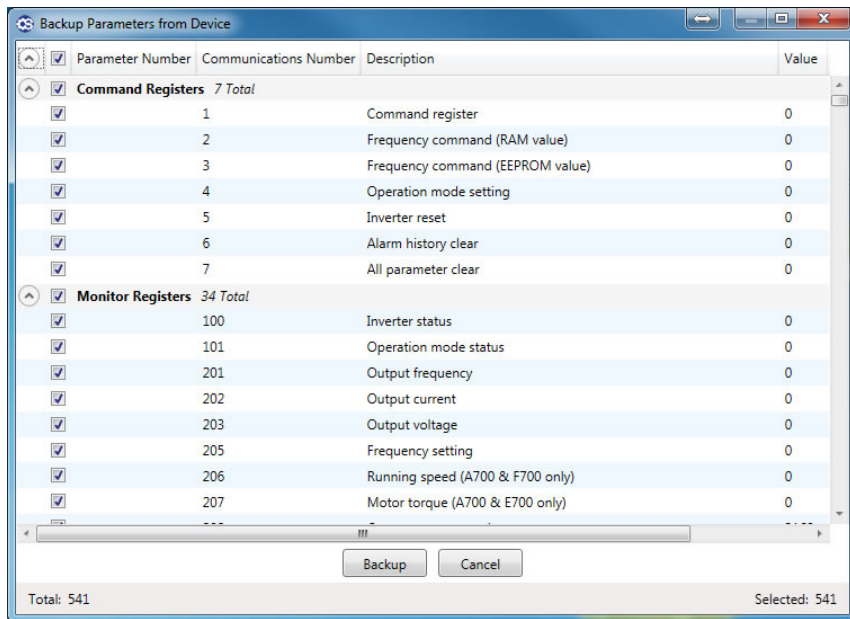 Backup Parameters from Device
Parameter Number Communications Number Description Value
Command Registers 7 Total
1 Command register 0
2 Frequency command (RAM value) 0
3 Frequency command (EEPROM value) 0
4 Operation mode setting 0
5 Inverter reset 0
6 Alarm history clear 0
7 All parameter clear 0
Monitor Registers 34 Total
100 Inverter status 0
101 Operation mode status 0
201 Output frequency 0
202 Output current 0
203 Output voltage 0
205 Frequency setting 0
206 Running speed (A700 & F700 only) 0
207 Motor torque (A700 & E700 only) 0
Backup Cancel
Total: 541 Selected: 541